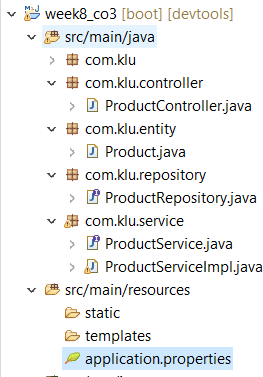 week8_co3 [boot] [devtools]
src/main/java
com.klu
com.klu.controller
ProductController.java
com.klu.entity
Product.java
com.klu.repository
ProductRepository.java
com.klu.service
ProductService.java
ProductServiceImpl.java
src/main/resources
static
templates
application.properties